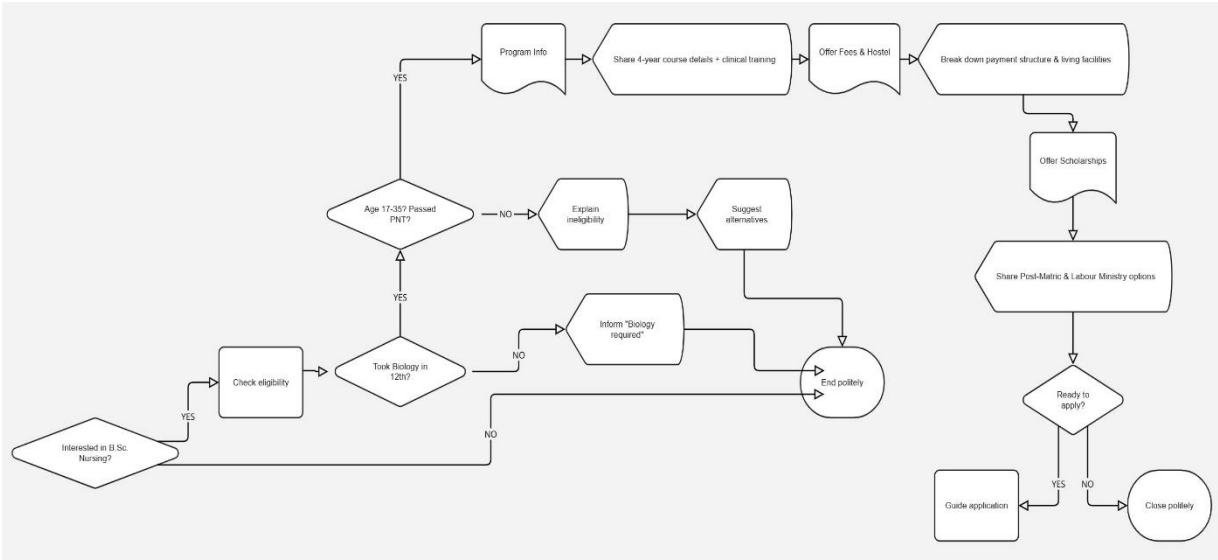 Program Info
Share 4-year course details + clinical training
Offer Fees & Hostel
Break down payment structure & living facilities
YES
Offer Scholarships
Age 17-35? Passed
PNT?
NO
Explain
ineligibility
Suggest
alternatives
Share Post-Matric & Labour Ministry options
YES
Inform "Biology
required"
NO
Took Biology in
12th?
Check eligibility
End politely
Ready to
apply?
YES
NO
Interested in B.Sc.
Nursing?
YES
NO
Guide application
Close politely